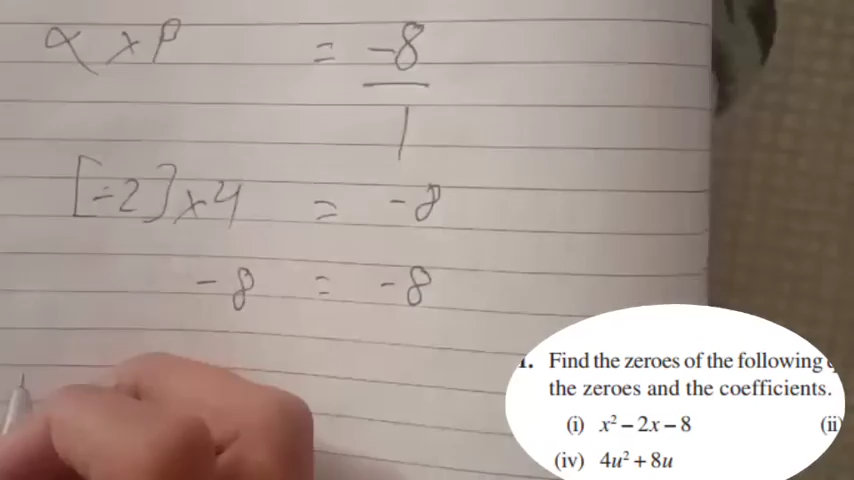 α × β = -8/1
[-2] × 4 = -8
-8 = -8
1. Find the zeroes of the following
the zeroes and the coefficients.
(i) x² – 2x – 8 (ii)
(iv) 4u² + 8u